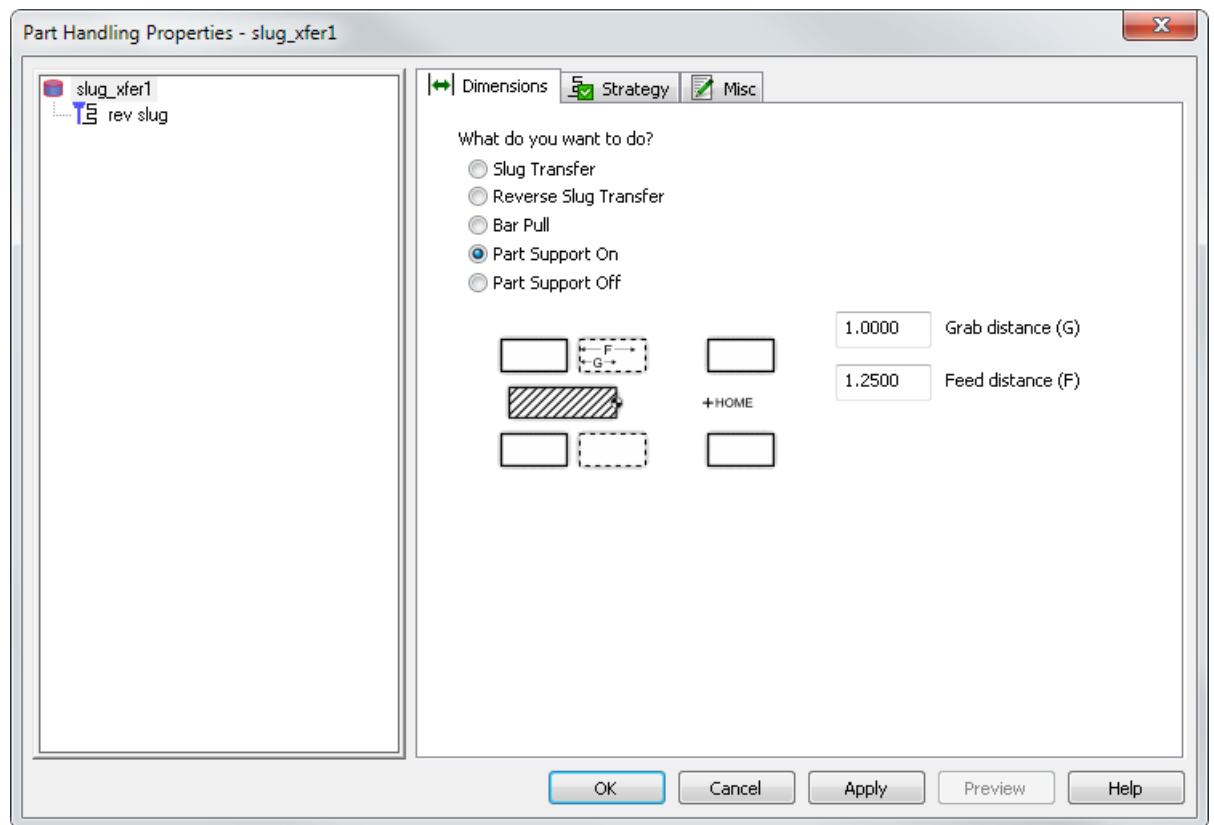 Part Handling Properties - slug_xfer1
slug_xfer1
rev slug
Dimensions Strategy Misc
What do you want to do?
Slug Transfer
Reverse Slug Transfer
Bar Pull
Part Support On
Part Support Off
1.0000 Grab distance (G)
F
G
1.2500 Feed distance (F)
+HOME
OK Cancel Apply Preview Help